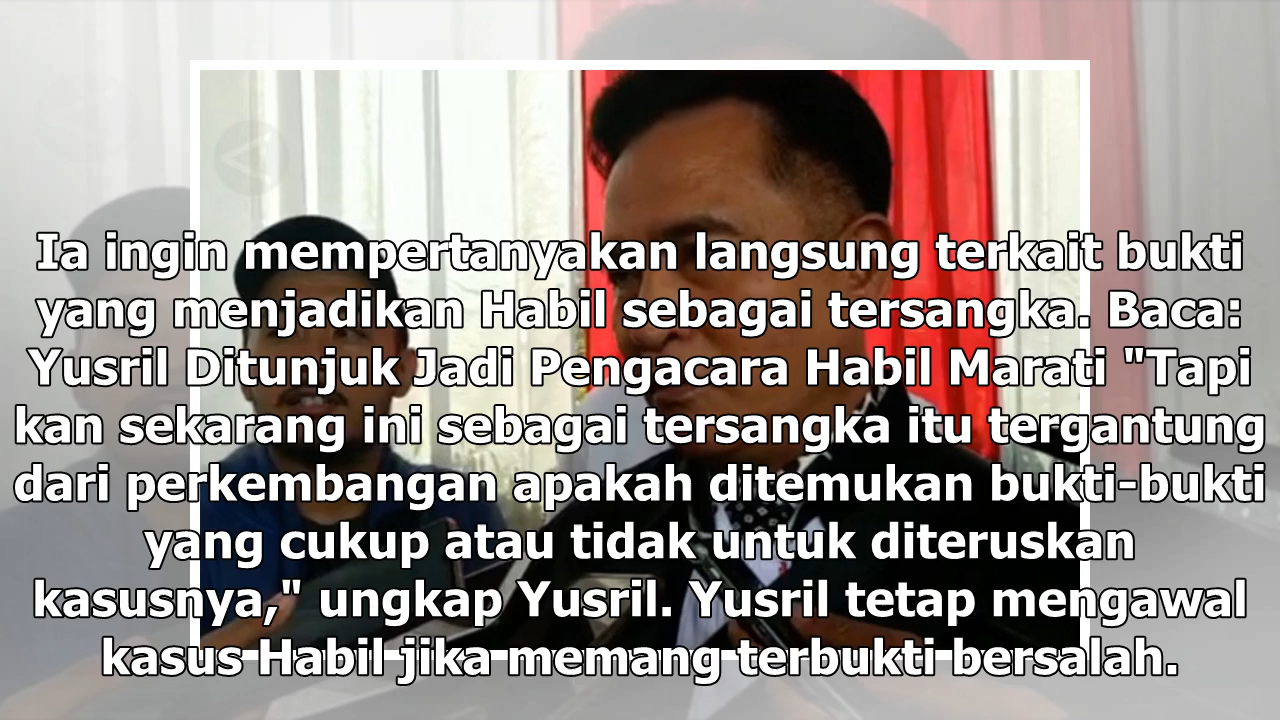 Ia ingin mempertanyakan langsung terkait bukti
yang menjadikan Habil sebagai tersangka. Baca:
Yusril Ditunjuk Jadi Pengacara Habil Marati "Tapi
kan sekarang ini sebagai tersangka itu tergantung
dari perkembangan apakah ditemukan bukti-bukti
yang cukup atau tidak untuk diteruskan
kasusnya," ungkap Yusril. Yusril tetap mengawal
kasus Habil jika memang terbukti bersalah.